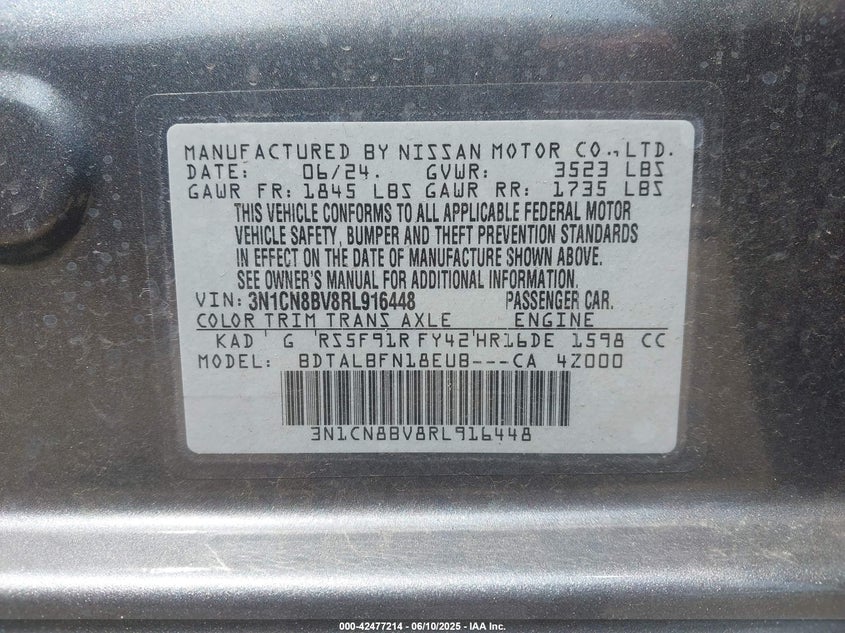 MANUFACTURED BY NISSAN MOTOR CO.,LTD.
DATE: 06/24. GVWR: 3523 LBS
GAWR FR: 1845 LBS GAWR RR: 1735 LBS
THIS VEHICLE CONFORMS TO ALL APPLICABLE FEDERAL MOTOR
VEHICLE SAFETY, BUMPER AND THEFT PREVENTION STANDARDS
IN EFFECT ON THE DATE OF MANUFACTURE SHOWN ABOVE.
SEE OWNER'S MANUAL FOR ADDITIONAL INFORMATION.
VIN: 3N1CN8BV8RL916448 PASSENGER CAR.
COLOR TRIM TRANS AXLE ENGINE
KAD G RS5F91R FY42 HR16DE 1598 CC
MODEL: BDTALBFN18EUB---CA 4Z000
3N1CN8BV8RL916448
000-42477214 - 06/10/2025 - IAA Inc.